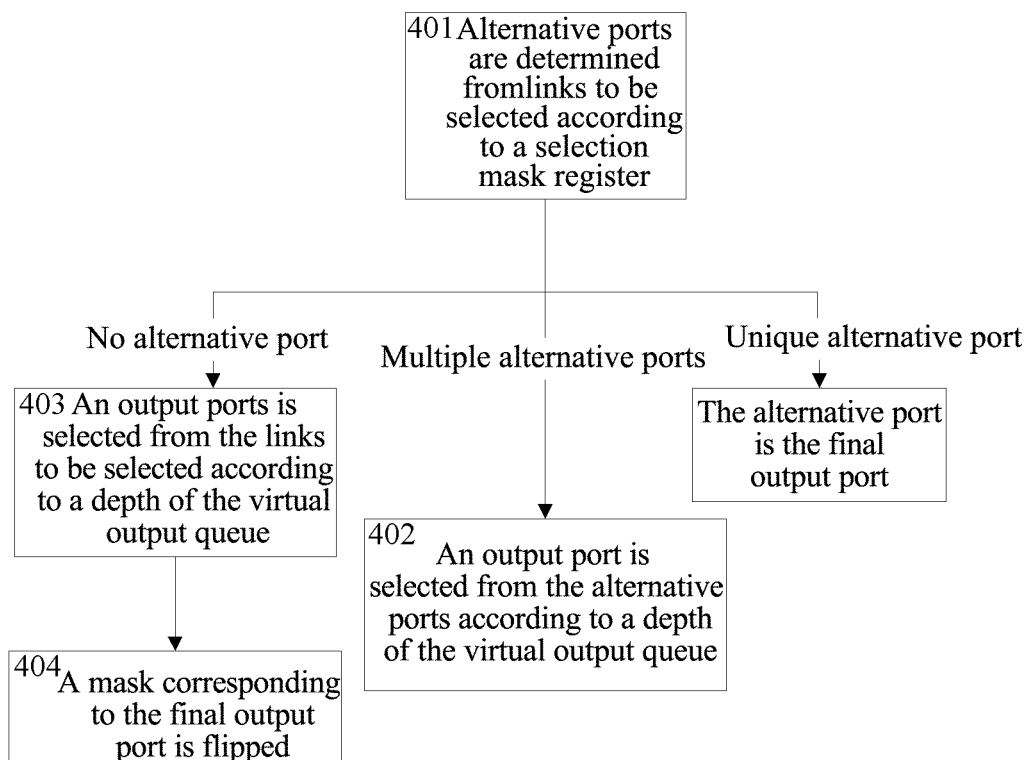 401 Alternative ports
are determined
fromlinks to be
selected according
to a selection
mask register
No alternative port
Multiple alternative ports
Unique alternative port
403 An output ports is
selected from the links
to be selected according
to a depth of the virtual
output queue
The alternative port
is the final
output port
402
An output port is
selected from the alternative
ports according to a depth
of the virtual output queue
404 A mask corresponding
to the final output
port is flipped